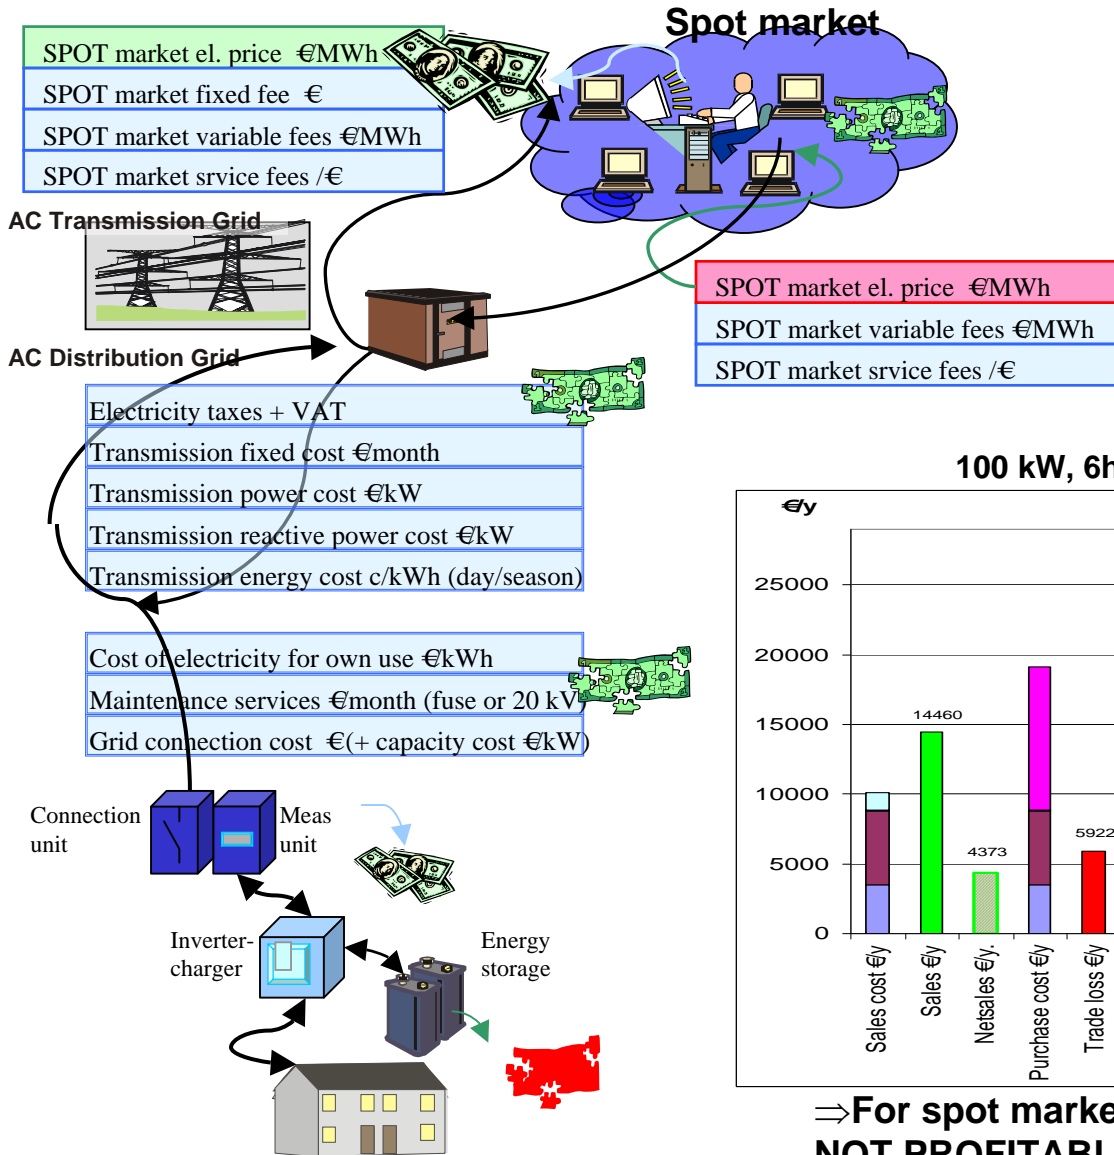 Spot market
SPOT market el. price €/MWh
SPOT market fixed fee €
SPOT market variable fees €/MWh
SPOT market srvice fees /€
AC Transmission Grid
SPOT market el. price €/MWh
SPOT market variable fees €/MWh
SPOT market srvice fees /€
AC Distribution Grid
Electricity taxes + VAT
Transmission fixed cost €/month
Transmission power cost €/kW
Transmission reactive power cost €/kW
Transmission energy cost c/kWh (day/season)
Cost of electricity for own use €/kWh
Maintenance services €/month (fuse or 20 kV)
Grid connection cost €(+ capacity cost €/kW)
Connection
unit
Meas
unit
Inverter-
charger
Energy
storage
100 kW, 6h
€/y
25000
20000
15000
10000
5000
0
14460
4373
5922
Sales cost €/y
Sales €/y
Netsales €/y.
Purchase cost €/y
Trade loss €/y
⇒For spot marke
NOT PROFITABL